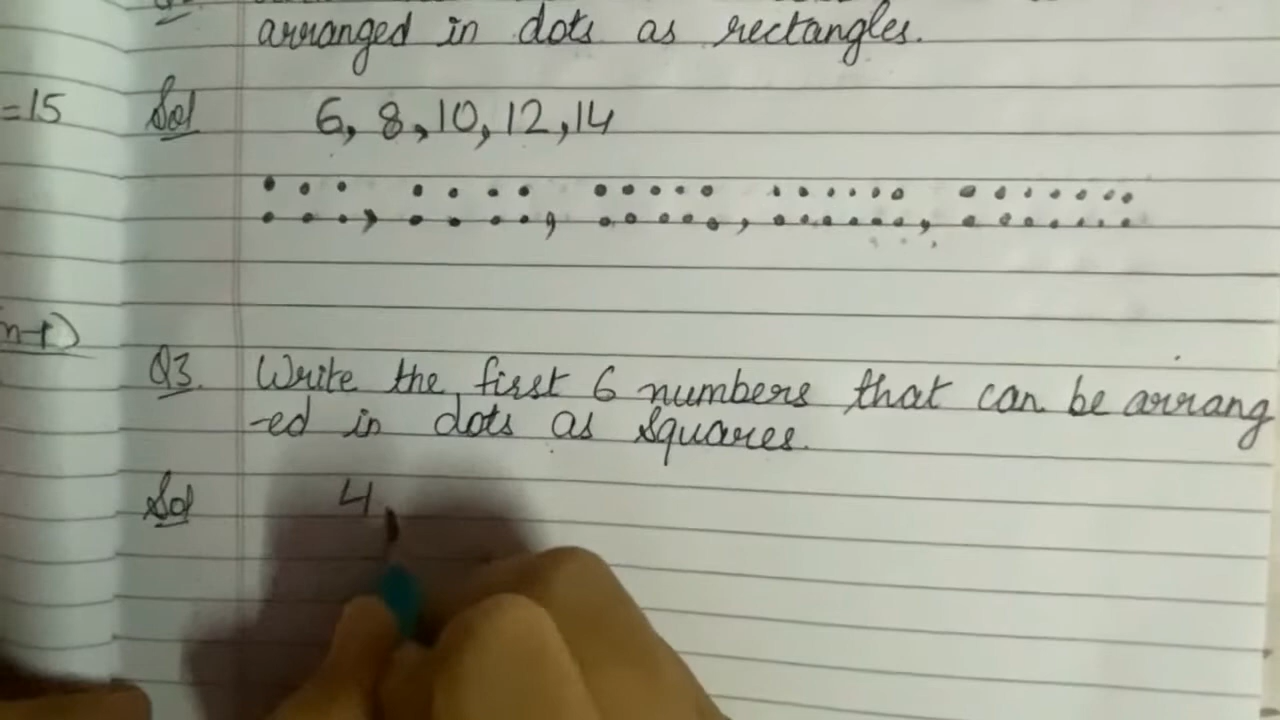 arranged in dots as rectangles.
=15
Sol 6, 8, 10, 12, 14
Q3. Write the first 6 numbers that can be arrang
-ed in dots as squares.
Sol 4,